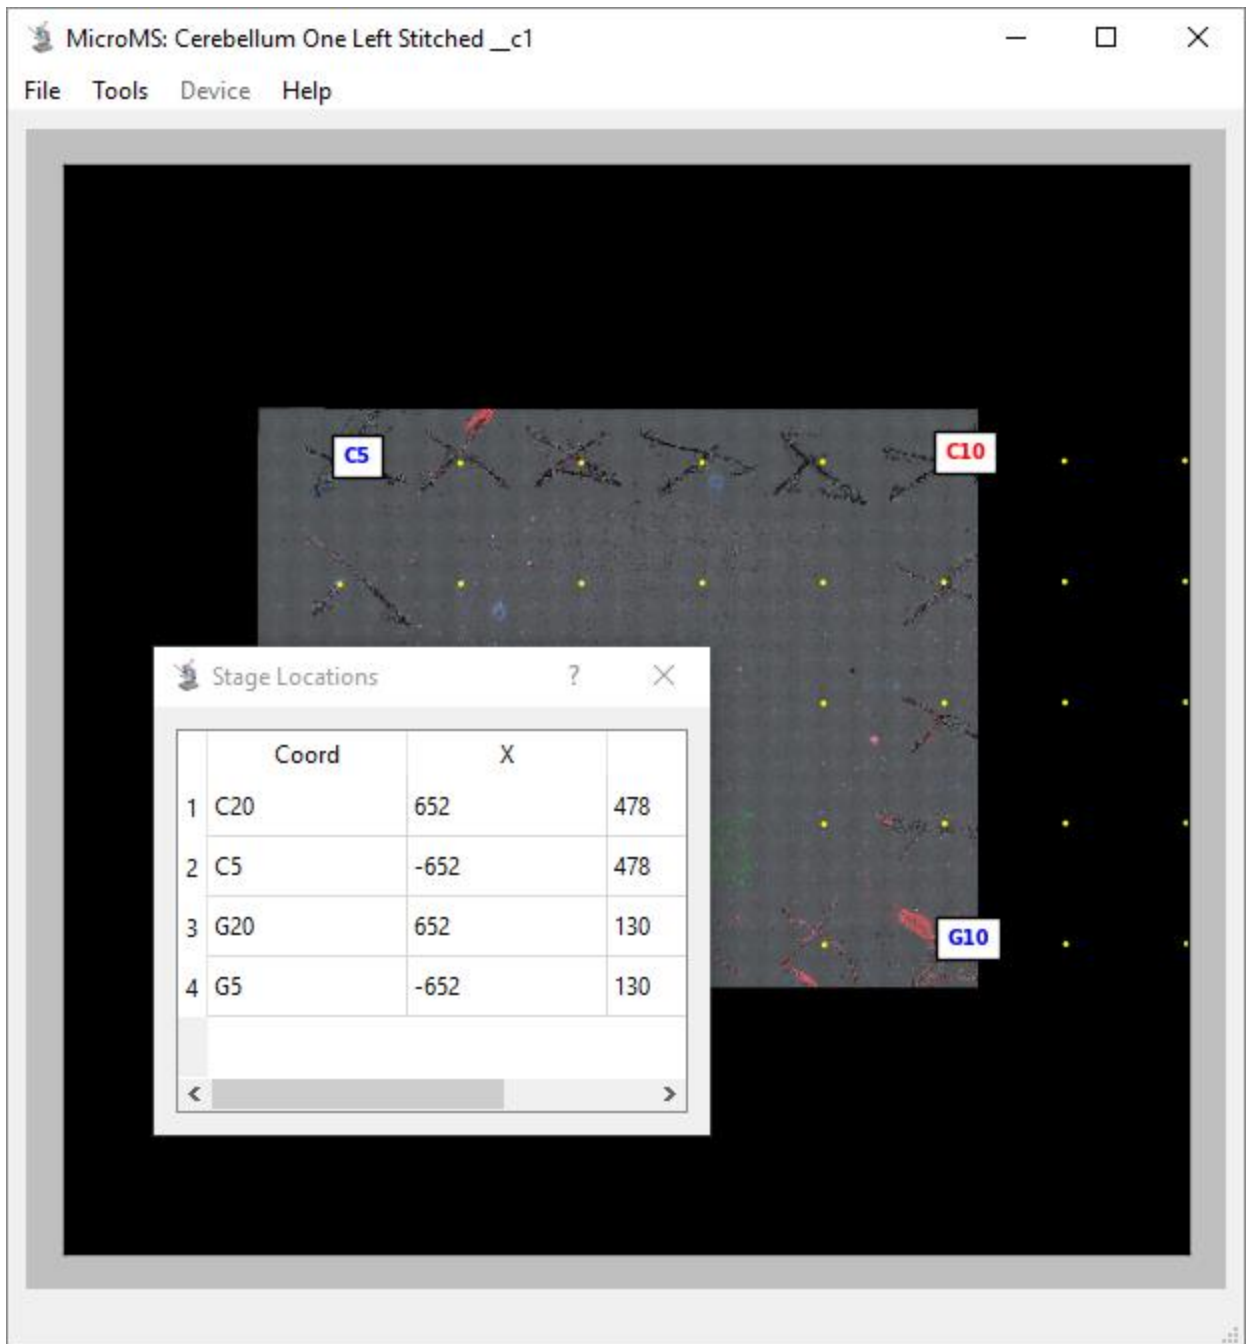 MicroMS: Cerebellum One Left Stitched __c1
File Tools Device Help
C5 C10
Stage Locations ?
Coord X
1 C20 652 478
2 C5 -652 478
3 G20 652 130
4 G5 -652 130
G10